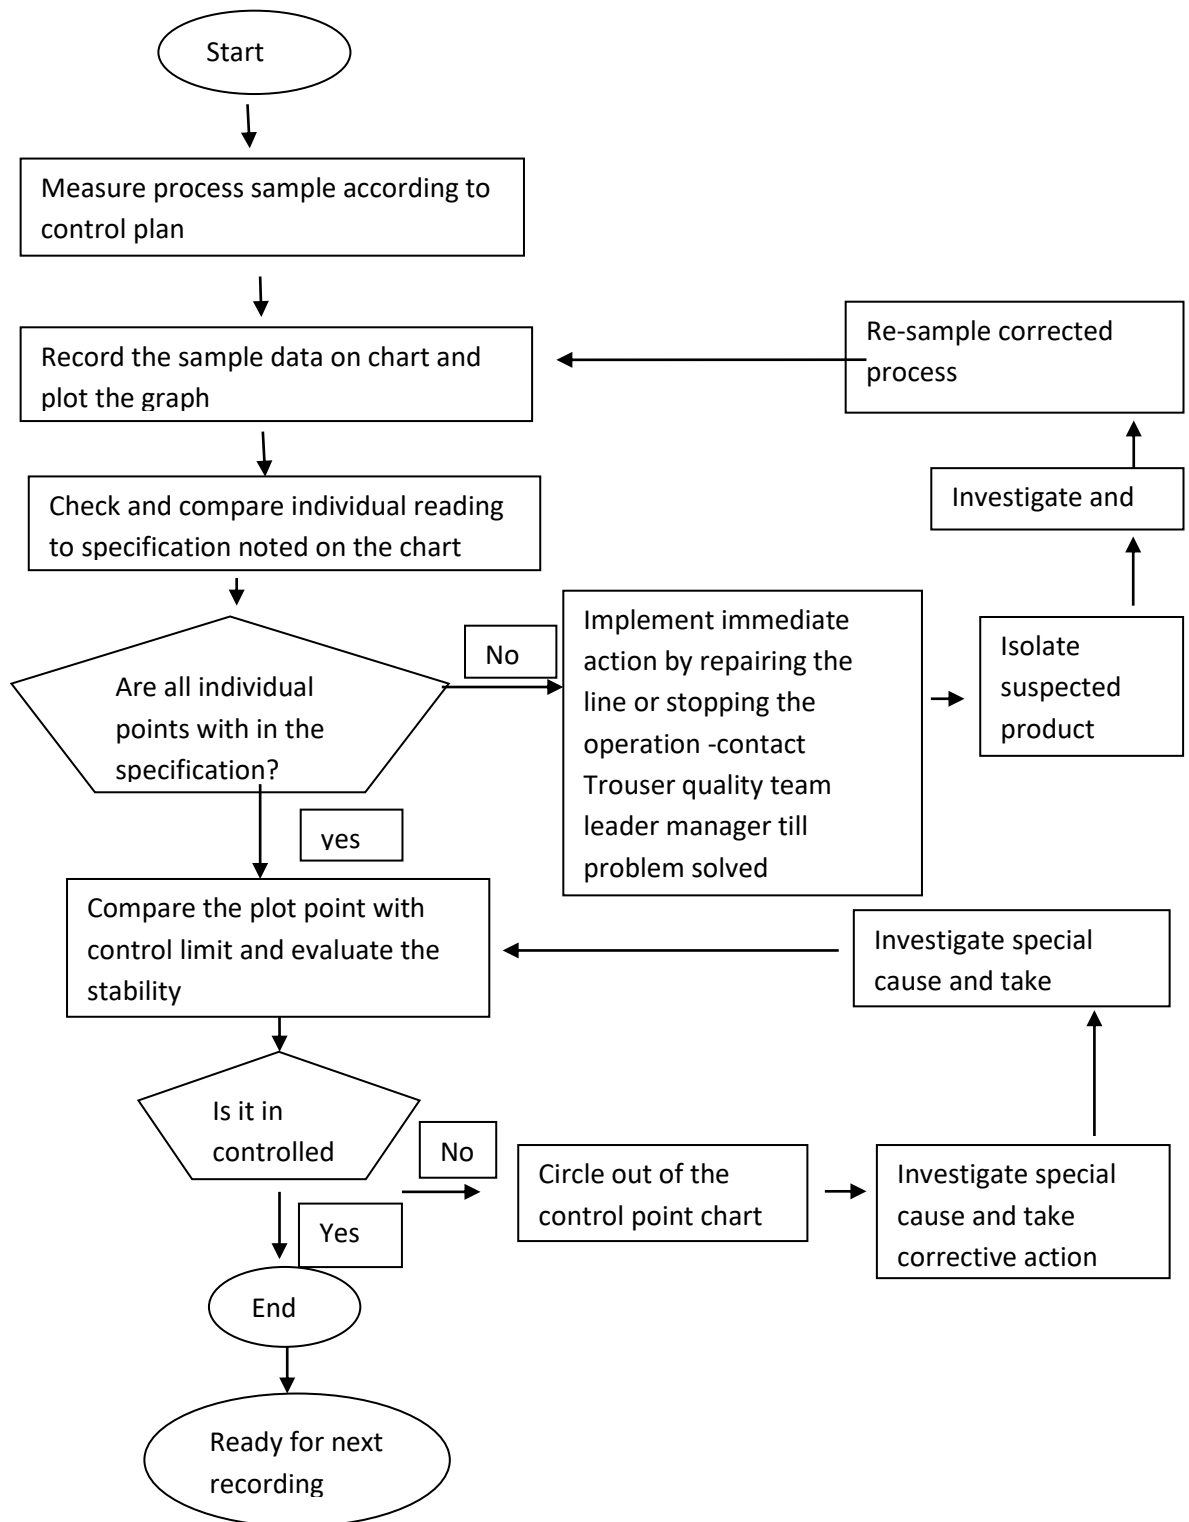 Start
Measure process sample according to
control plan
Record the sample data on chart and
plot the graph
Re-sample corrected
process
Check and compare individual reading
to specification noted on the chart
Investigate and
Are all individual
points with in the
specification?
No
Implement immediate
action by repairing the
line or stopping the
operation -contact
Trouser quality team
leader manager till
problem solved
Isolate
suspected
product
yes
Compare the plot point with
control limit and evaluate the
stability
Investigate special
cause and take
Is it in
controlled
No
Circle out of the
control point chart
Investigate special
cause and take
corrective action
Yes
End
Ready for next
recording